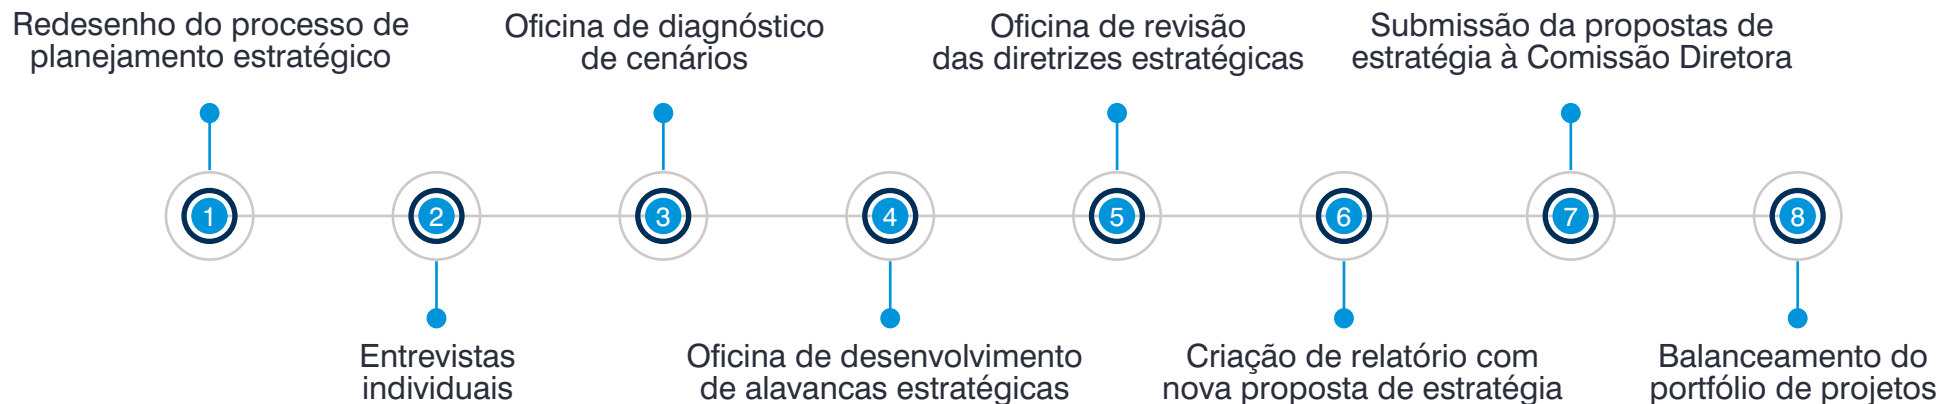 Redesenho do processo de
planejamento estratégico
Oficina de diagnóstico
de cenários
Oficina de revisão
das diretrizes estratégicas
Submissão da propostas de
estratégia à Comissão Diretora
1
2
3
4
5
6
7
8
Entrevistas
individuais
Oficina de desenvolvimento
de alavancas estratégicas
Criação de relatório com
nova proposta de estratégia
Balanceamento do
portfólio de projetos